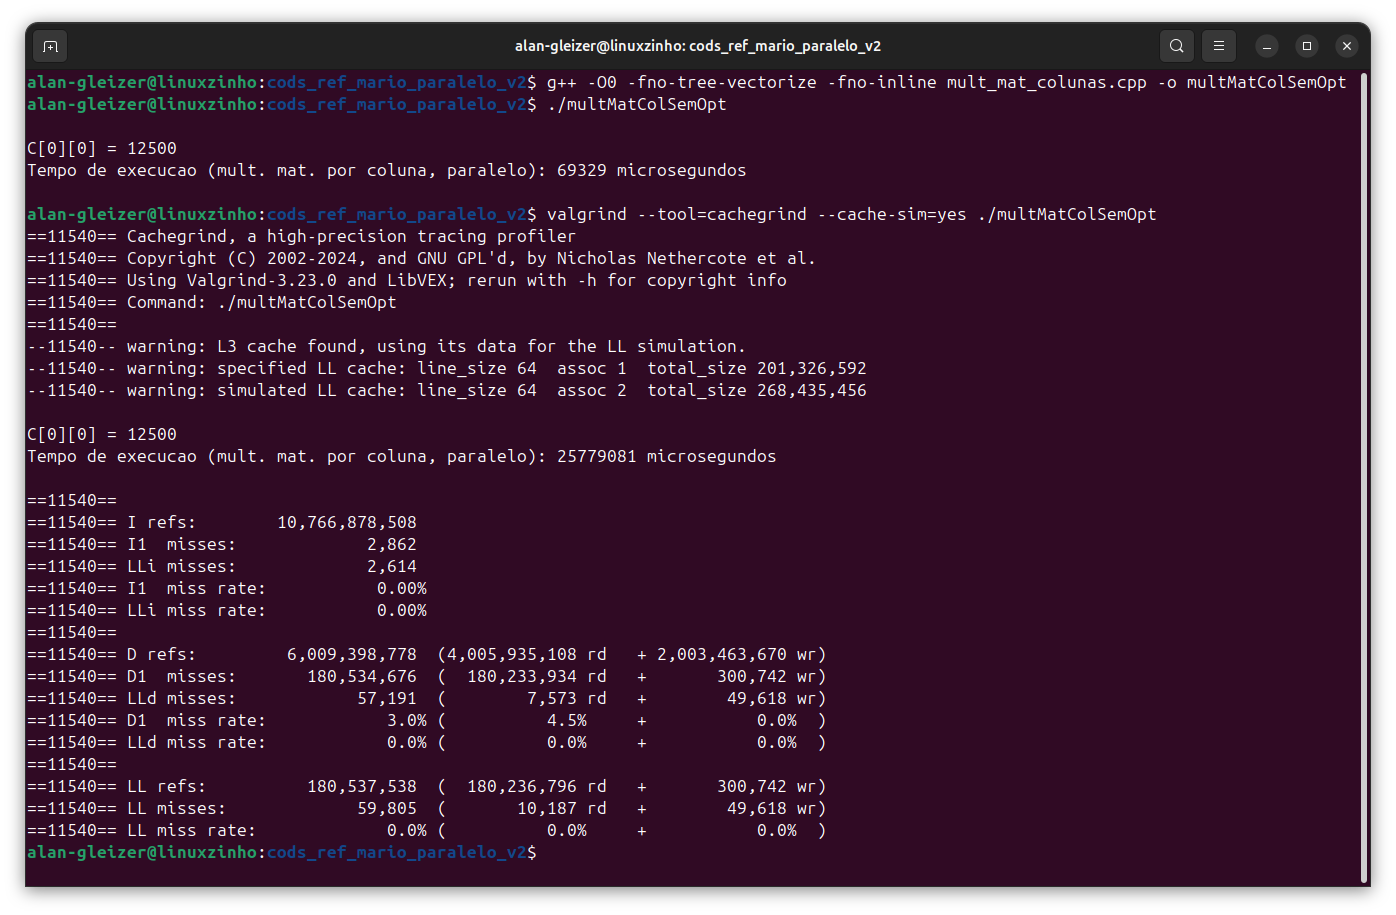 alan-gleizer@linuxzinho: cods_ref_mario_paralelo_v2
alan-gleizer@linuxzinho:cods_ref_mario_paralelo_v2$ g++ -O0 -fno-tree-vectorize -fno-inline mult_mat_colunas.cpp -o multMatColSemOpt
alan-gleizer@linuxzinho:cods_ref_mario_paralelo_v2$ ./multMatColSemOpt
C[0][0] = 12500
Tempo de execucao (mult. mat. por coluna, paralelo): 69329 microsegundos
alan-gleizer@linuxzinho:cods_ref_mario_paralelo_v2$ valgrind --tool=cachegrind --cache-sim=yes ./multMatColSemOpt
==11540== Cachegrind, a high-precision tracing profiler
==11540== Copyright (C) 2002-2024, and GNU GPL'd, by Nicholas Nethercote et al.
==11540== Using Valgrind-3.23.0 and LibVEX; rerun with -h for copyright info
==11540== Command: ./multMatColSemOpt
==11540==
--11540-- warning: L3 cache found, using its data for the LL simulation.
--11540-- warning: specified LL cache: line_size 64  assoc 1  total_size 201,326,592
--11540-- warning: simulated LL cache: line_size 64  assoc 2  total_size 268,435,456
C[0][0] = 12500
Tempo de execucao (mult. mat. por coluna, paralelo): 25779081 microsegundos
==11540==
==11540== I refs:        10,766,878,508
==11540== I1  misses:             2,862
==11540== LLi misses:             2,614
==11540== I1  miss rate:           0.00%
==11540== LLi miss rate:           0.00%
==11540==
==11540== D refs:         6,009,398,778  (4,005,935,108 rd   + 2,003,463,670 wr)
==11540== D1  misses:       180,534,676  (  180,233,934 rd   +       300,742 wr)
==11540== LLd misses:            57,191  (        7,573 rd   +        49,618 wr)
==11540== D1  miss rate:            3.0% (          4.5%     +           0.0%  )
==11540== LLd miss rate:            0.0% (          0.0%     +           0.0%  )
==11540==
==11540== LL refs:          180,537,538  (  180,236,796 rd   +       300,742 wr)
==11540== LL misses:             59,805  (       10,187 rd   +        49,618 wr)
==11540== LL miss rate:             0.0% (          0.0%     +           0.0%  )
alan-gleizer@linuxzinho:cods_ref_mario_paralelo_v2$